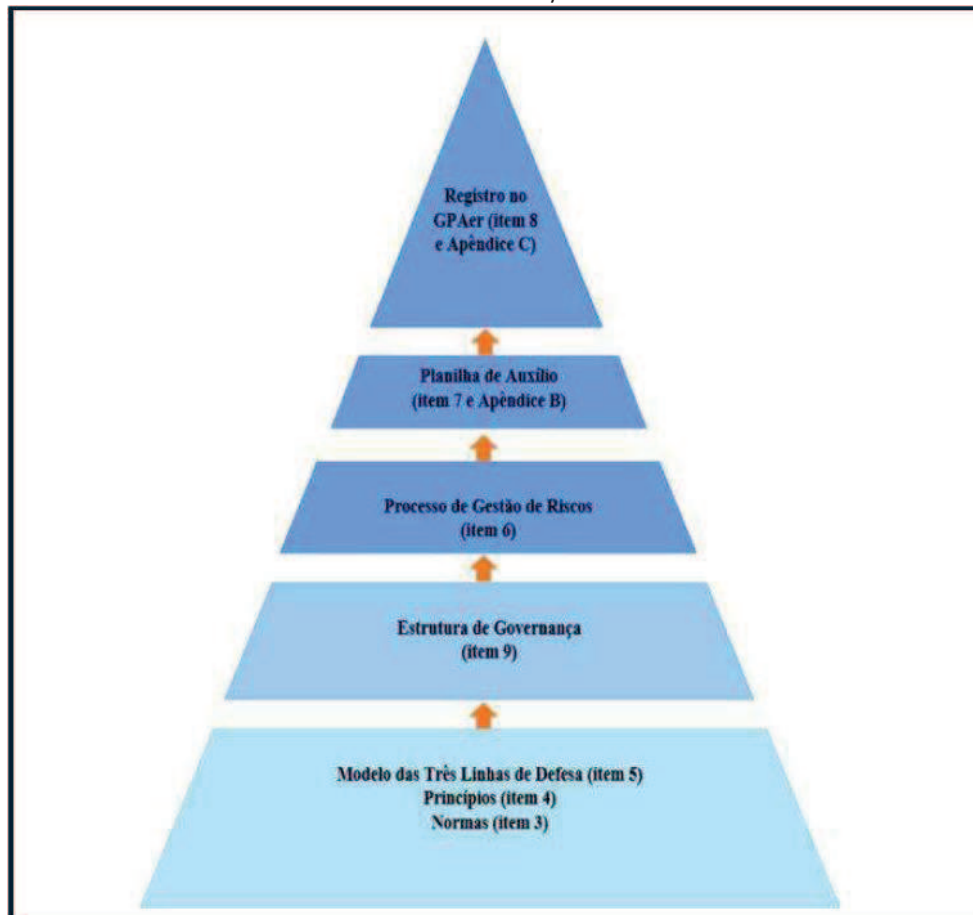 Registro no
GPAer (item 8
e Apêndice C)
Planilha de Auxílio
(item 7 e Apêndice B)
Processo de Gestão de Riscos
(item 6)
Estrutura de Governança
(item 9)
Modelo das Três Linhas de Defesa (item 5)
Princípios (item 4)
Normas (item 3)